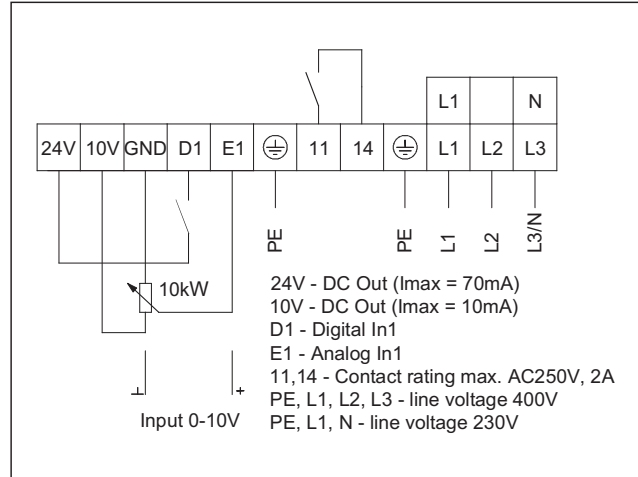 L1 N
24V 10V GND D1 E1 11 14 L1 L2 L3
PE PE L1 L2 L3/N
10kW
24V - DC Out (Imax = 70mA)
10V - DC Out (Imax = 10mA)
D1 - Digital In1
E1 - Analog In1
11,14 - Contact rating max. AC250V, 2A
PE, L1, L2, L3 - line voltage 400V
PE, L1, N - line voltage 230V
+
Input 0-10V